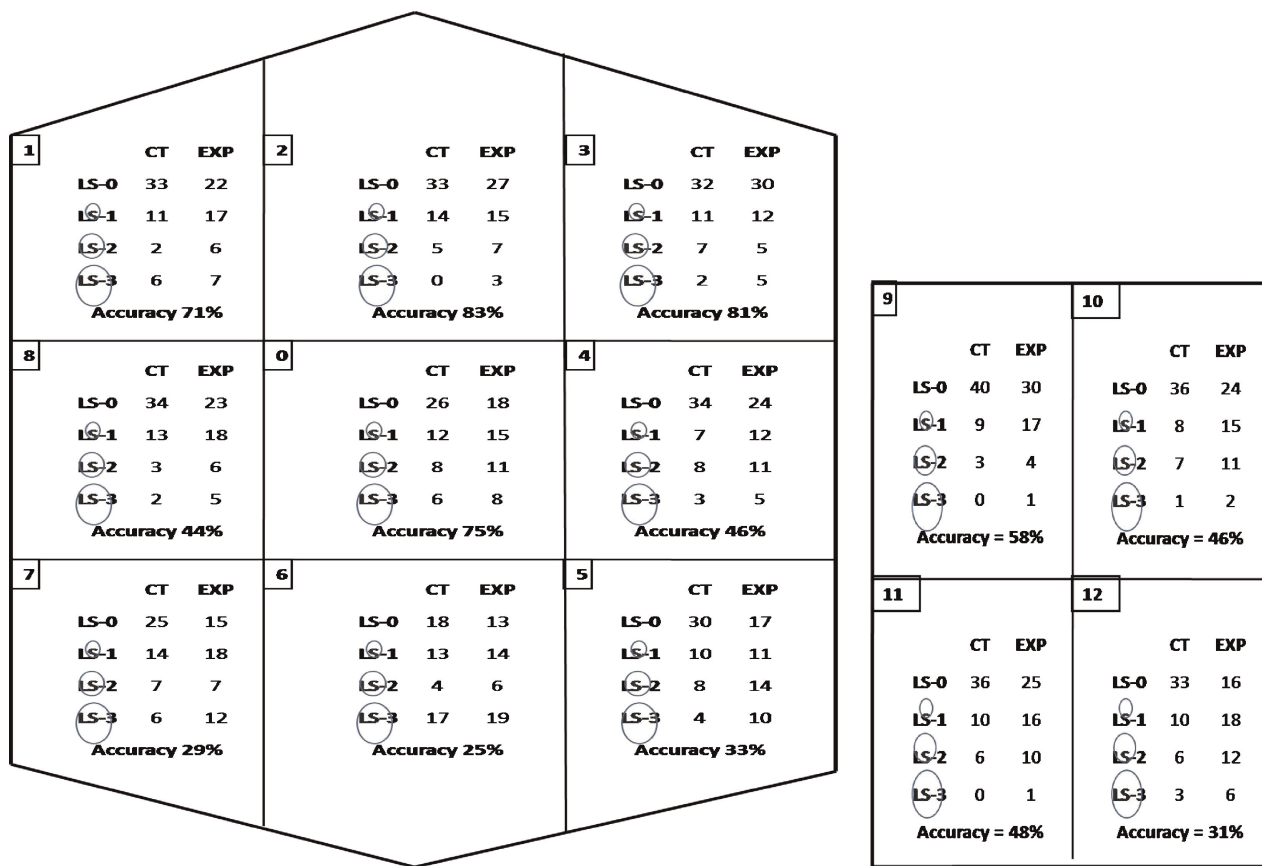 1
CT EXP
LS-0 33 22
LS-1 11 17
LS-2 2 6
LS-3 6 7
Accuracy 71%
2
CT EXP
LS-0 33 27
LS-1 14 15
LS-2 5 7
LS-3 0 3
Accuracy 83%
3
CT EXP
LS-0 32 30
LS-1 11 12
LS-2 7 5
LS-3 2 5
Accuracy 81%
8
CT EXP
LS-0 34 23
LS-1 13 18
LS-2 3 6
LS-3 2 5
Accuracy 44%
0
CT EXP
LS-0 26 18
LS-1 12 15
LS-2 8 11
LS-3 6 8
Accuracy 75%
4
CT EXP
LS-0 34 24
LS-1 7 12
LS-2 8 11
LS-3 3 5
Accuracy 46%
7
CT EXP
LS-0 25 15
LS-1 14 18
LS-2 7 7
LS-3 6 12
Accuracy 29%
6
CT EXP
LS-0 18 13
LS-1 13 14
LS-2 4 6
LS-3 17 19
Accuracy 25%
5
CT EXP
LS-0 30 17
LS-1 10 11
LS-2 8 14
LS-3 4 10
Accuracy 33%
9
CT EXP
LS-0 40 30
LS-1 9 17
LS-2 3 4
LS-3 0 1
Accuracy = 58%
10
CT EXP
LS-0 36 24
LS-1 8 15
LS-2 7 11
LS-3 1 2
Accuracy = 46%
11
CT EXP
LS-0 36 25
LS-1 10 16
LS-2 6 10
LS-3 0 1
Accuracy = 48%
12
CT EXP
LS-0 33 16
LS-1 10 18
LS-2 6 12
LS-3 3 6
Accuracy = 31%